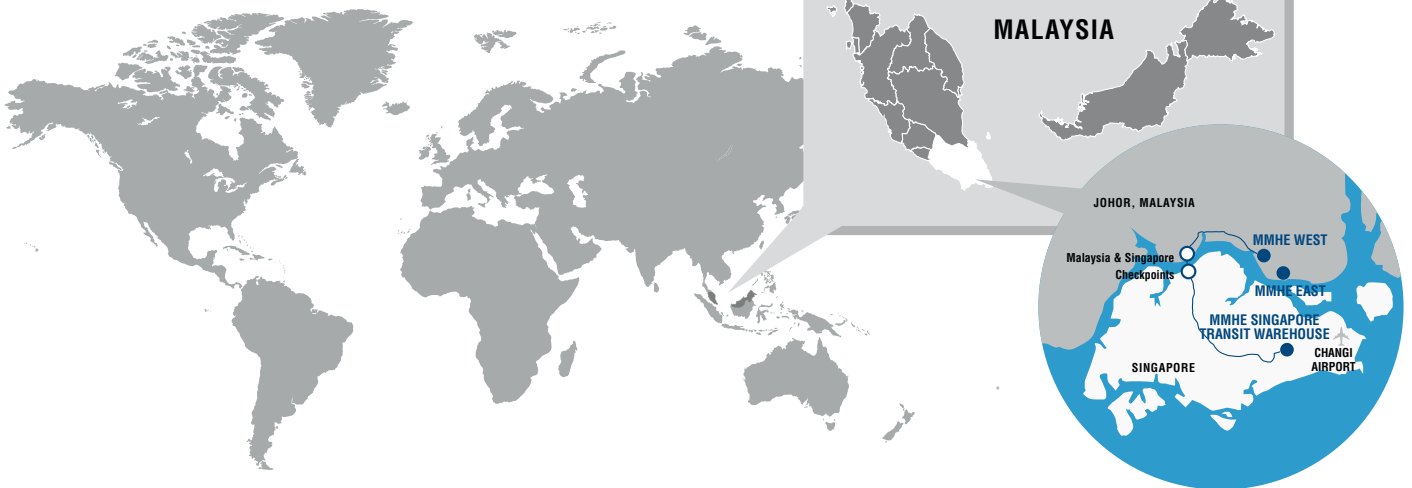 MALAYSIA
JOHOR, MALAYSIA
MMHE WEST
Malaysia & Singapore
Checkpoints
MMHE EAST
MMHE SINGAPORE
TRANSIT WAREHOUSE
CHANGI
AIRPORT
SINGAPORE